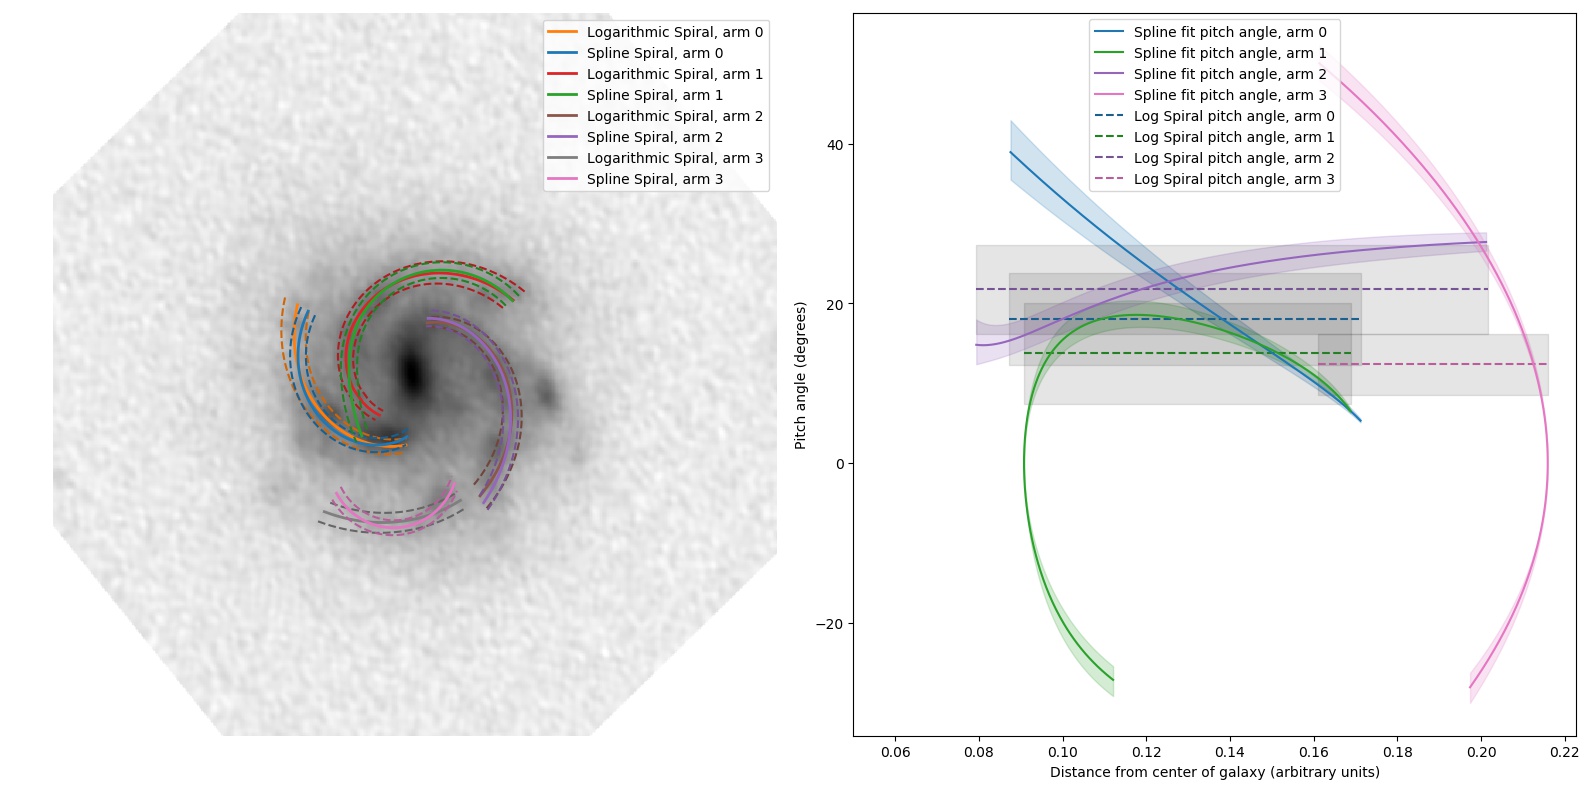 Logarithmic Spiral, arm 0
Spline Spiral, arm 0
Logarithmic Spiral, arm 1
Spline Spiral, arm 1
Logarithmic Spiral, arm 2
Spline Spiral, arm 2
Logarithmic Spiral, arm 3
Spline Spiral, arm 3
Spline fit pitch angle, arm 0
Spline fit pitch angle, arm 1
Spline fit pitch angle, arm 2
Spline fit pitch angle, arm 3
Log Spiral pitch angle, arm 0
Log Spiral pitch angle, arm 1
Log Spiral pitch angle, arm 2
Log Spiral pitch angle, arm 3
Pitch angle (degrees)
40
20
0
−20
0.06 0.08 0.10 0.12 0.14 0.16 0.18 0.20 0.22
Distance from center of galaxy (arbitrary units)